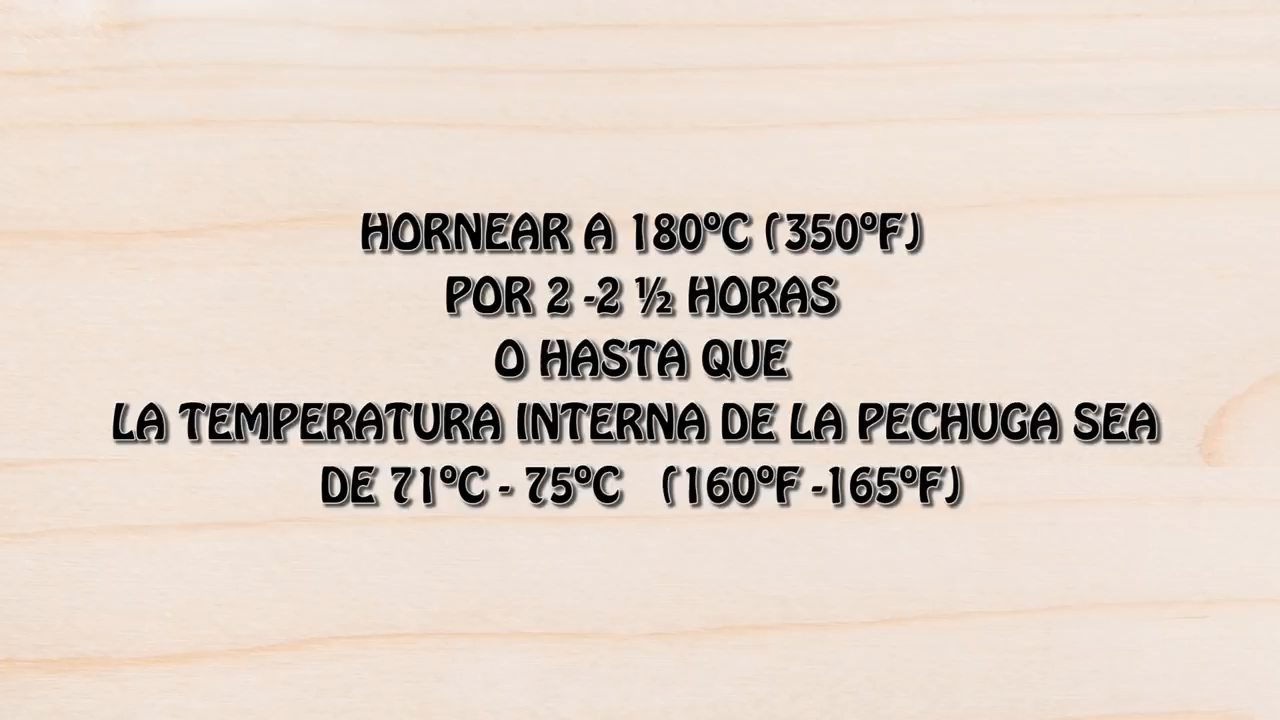 HORNEAR A 180ºC (350ºF)
POR 2 -2 ½ HORAS
O HASTA QUE
LA TEMPERATURA INTERNA DE LA PECHUGA SEA
DE 71ºC - 75ºC (160ºF -165ºF)